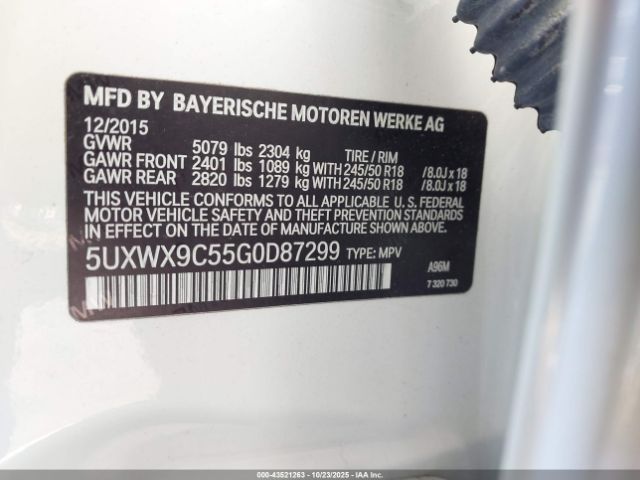 MFD BY BAYERISCHE MOTOREN WERKE AG
12/2015
GVWR 5079 lbs 2304 kg TIRE / RIM
GAWR FRONT 2401 lbs 1089 kg WITH 245/50 R18 /8.0J x 18
GAWR REAR 2820 lbs 1279 kg WITH 245/50 R18 /8.0J x 18
THIS VEHICLE CONFORMS TO ALL APPLICABLE U. S. FEDERAL
MOTOR VEHICLE SAFETY, BUMPER, AND THEFT PREVENTION STANDARDS
IN EFFECT ON THE DATE OF MANUFACTURE SHOWN ABOVE.
5UXWX9C55G0D87299 TYPE: MPV
A96M
7 320 730
000-43521263 - 10/23/2025 - IAAI.COM